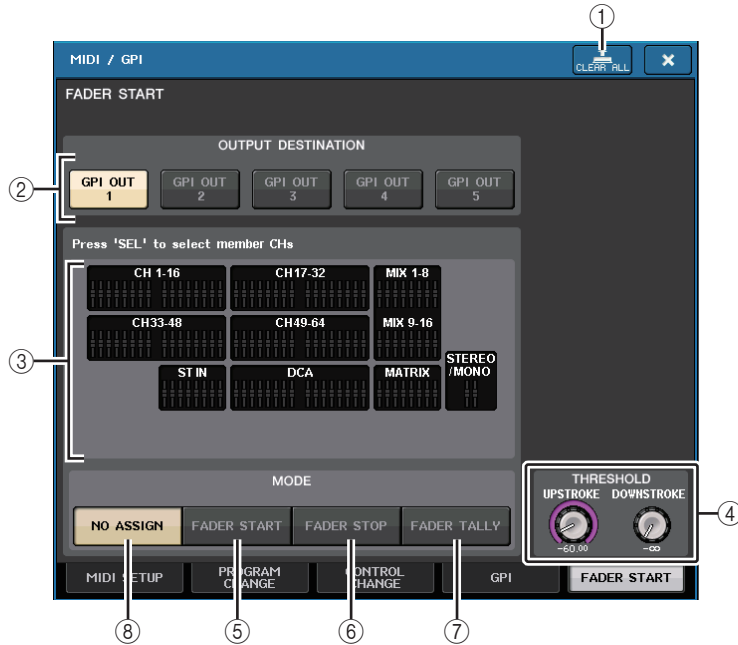 ①
MIDI / GPI
CLEAR ALL
×
FADER START
OUTPUT DESTINATION
②
GPI OUT 1
GPI OUT 2
GPI OUT 3
GPI OUT 4
GPI OUT 5
Press 'SEL' to select member CHs
③
CH 1-16
CH17-32
MIX 1-8
CH33-48
CH49-64
MIX 9-16
ST IN
DCA
MATRIX
STEREO /MONO
MODE
NO ASSIGN
FADER START
FADER STOP
FADER TALLY
THRESHOLD
UPSTROKE DOWNSTROKE
④
-60.00
-∞
MIDI SETUP
PROGRAM CHANGE
CONTROL CHANGE
GPI
FADER START
⑧
⑤
⑥
⑦